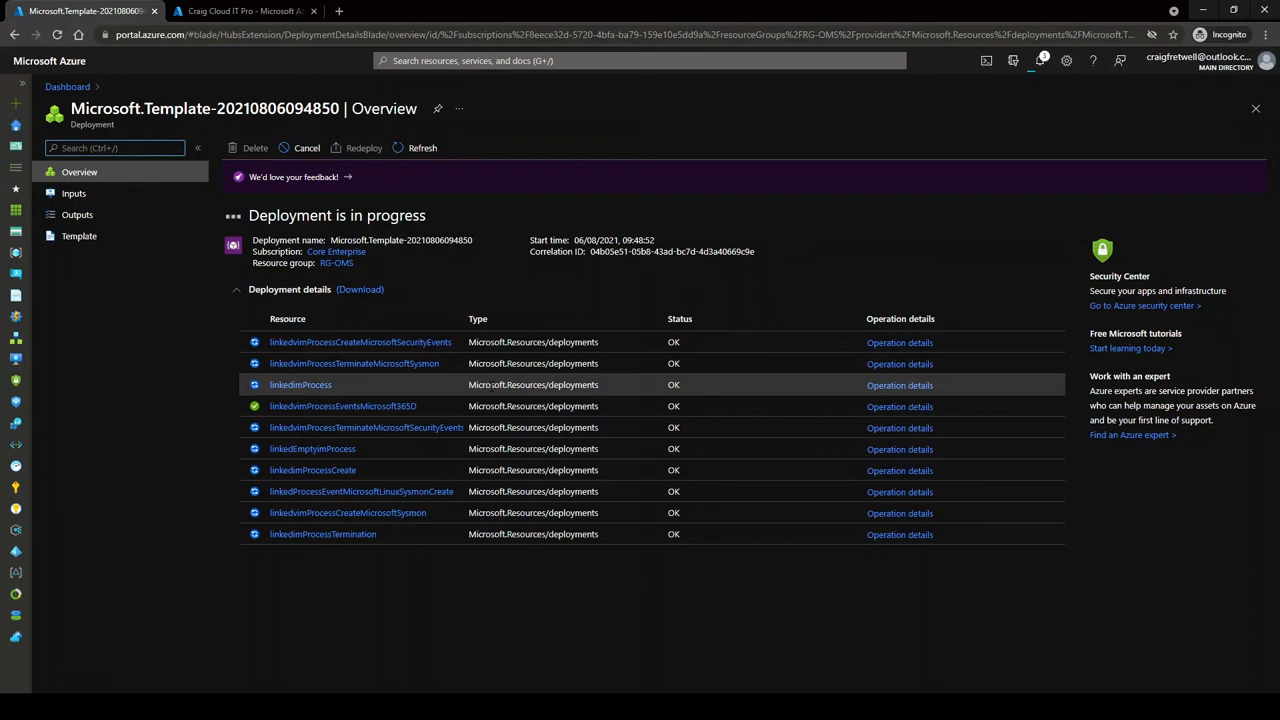 Microsoft.Template-2021080609
Craig Cloud IT Pro - Microsoft Az
portal.azure.com/#blade/HubsExtension/DeploymentDetailsBlade/overview/id/%2Fsubscriptions%2F8eece32d-5720-4bfa-ba79-159e10e5dd9a%2FresourceGroups%2FRG-OMS%2Fproviders%2FMicrosoft.Resources%2Fdeployments%2FMicrosoft.T...
Incognito
Microsoft Azure
Search resources, services, and docs (G+/)
3
craigfretwell@outlook.c...
MAIN DIRECTORY
Dashboard >
Microsoft.Template-20210806094850 | Overview
Deployment
Search (Ctrl+/)
Delete
Cancel
Redeploy
Refresh
Overview
Inputs
Outputs
Template
We'd love your feedback! →
Deployment is in progress
Deployment name: Microsoft.Template-20210806094850
Subscription: Core Enterprise
Resource group: RG-OMS
Start time: 06/08/2021, 09:48:52
Correlation ID: 04b05e51-05b8-43ad-bc7d-4d3a40669c9e
Deployment details (Download)
Resource Type Status Operation details
linkedvimProcessCreateMicrosoftSecurityEvents Microsoft.Resources/deployments OK Operation details
linkedvimProcessTerminateMicrosoftSysmon Microsoft.Resources/deployments OK Operation details
linkedimProcess Microsoft.Resources/deployments OK Operation details
linkedvimProcessEventsMicrosoft365D Microsoft.Resources/deployments OK Operation details
linkedvimProcessTerminateMicrosoftSecurityEvents Microsoft.Resources/deployments OK Operation details
linkedEmptyimProcess Microsoft.Resources/deployments OK Operation details
linkedimProcessCreate Microsoft.Resources/deployments OK Operation details
linkedProcessEventMicrosoftLinuxSysmonCreate Microsoft.Resources/deployments OK Operation details
linkedvimProcessCreateMicrosoftSysmon Microsoft.Resources/deployments OK Operation details
linkedimProcessTermination Microsoft.Resources/deployments OK Operation details
Security Center
Secure your apps and infrastructure
Go to Azure security center >
Free Microsoft tutorials
Start learning today >
Work with an expert
Azure experts are service provider partners
who can help manage your assets on Azure
and be your first line of support.
Find an Azure expert >